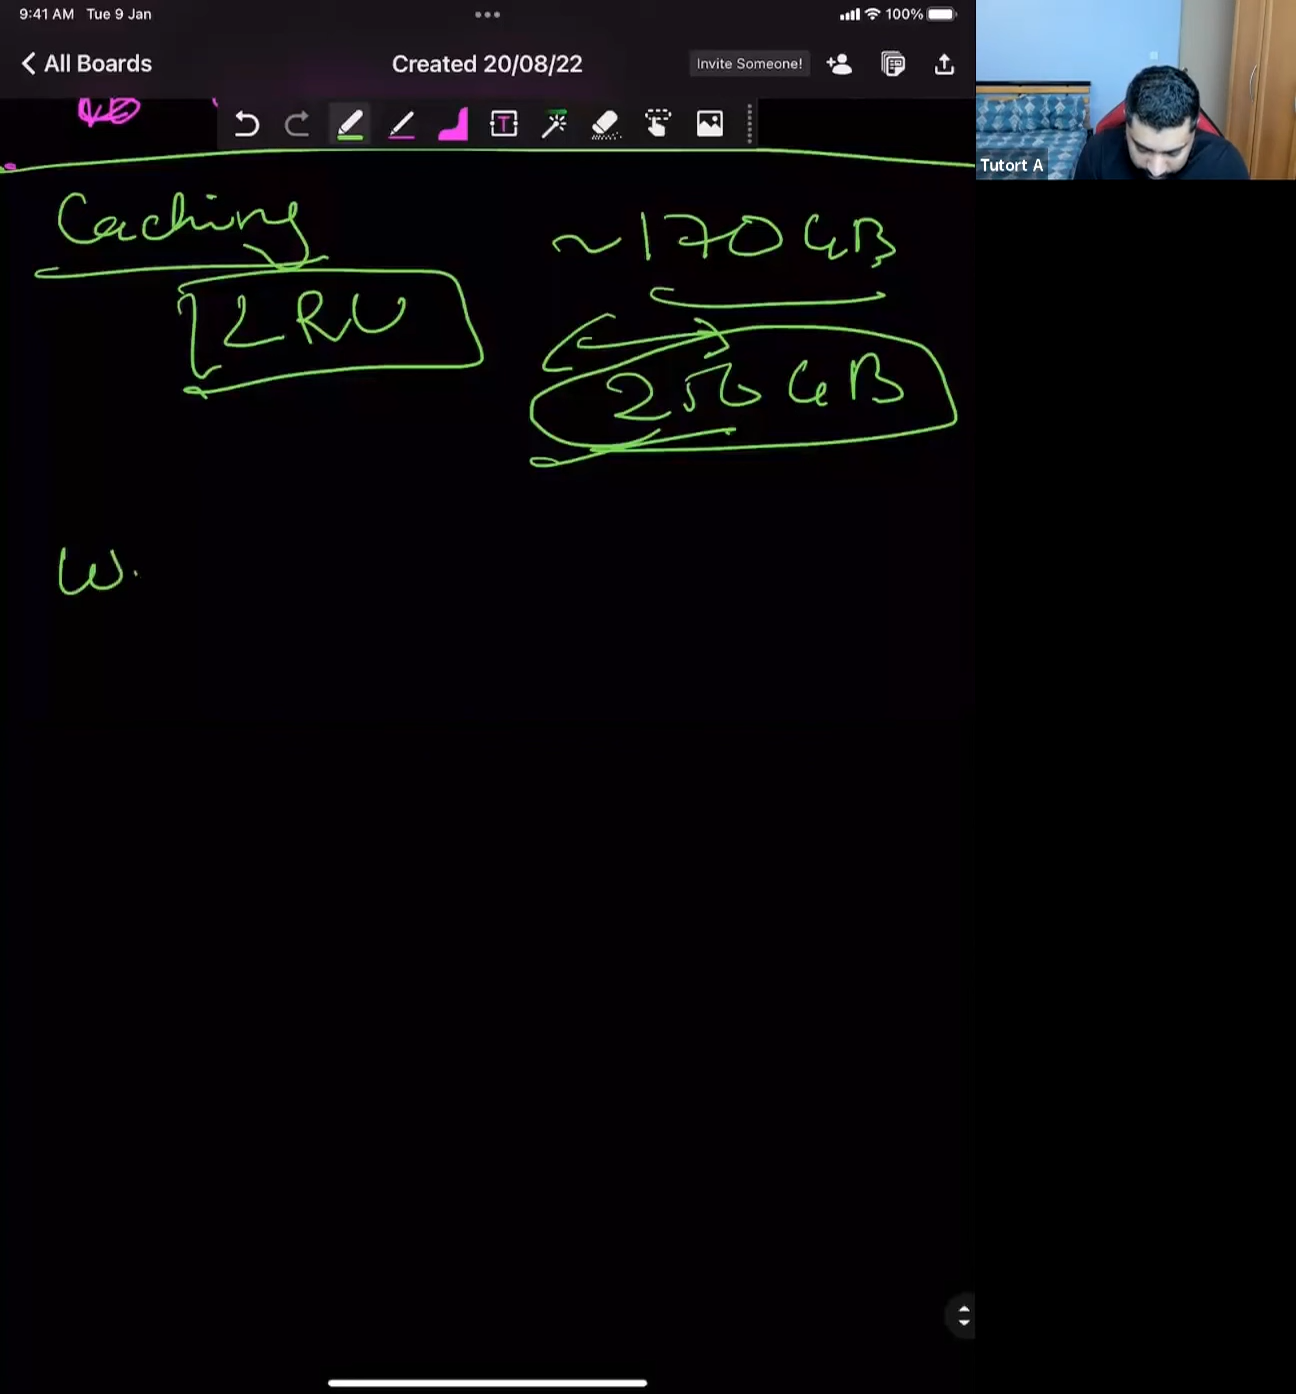 9:41 AM Tue 9 Jan
100%
All Boards
Created 20/08/22
Invite Someone!
T
Tutort A
Caching
~170 GB
LRU
256 GB
W.